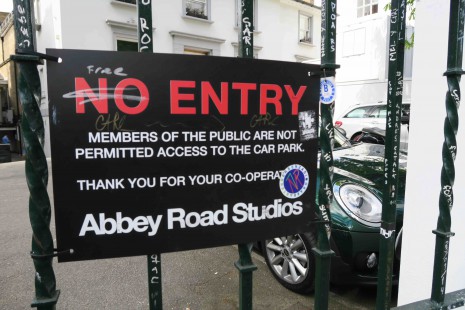 Free
NO ENTRY
MEMBERS OF THE PUBLIC ARE NOT
PERMITTED ACCESS TO THE CAR PARK.
THANK YOU FOR YOUR CO-OPERAT
Abbey Road Studios